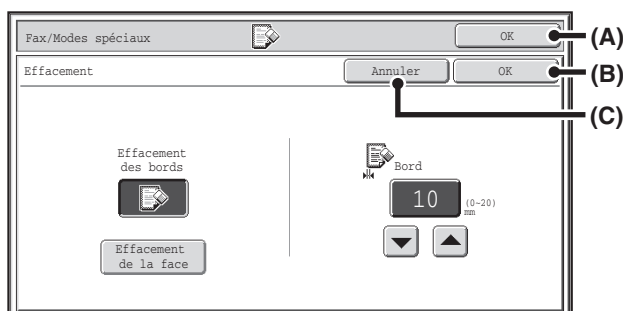 Fax/Modes spéciaux OK (A)
Effacement Annuler OK (B)
(C)
Effacement
des bords
Bord
10 (0~20)
mm
Effacement
de la face